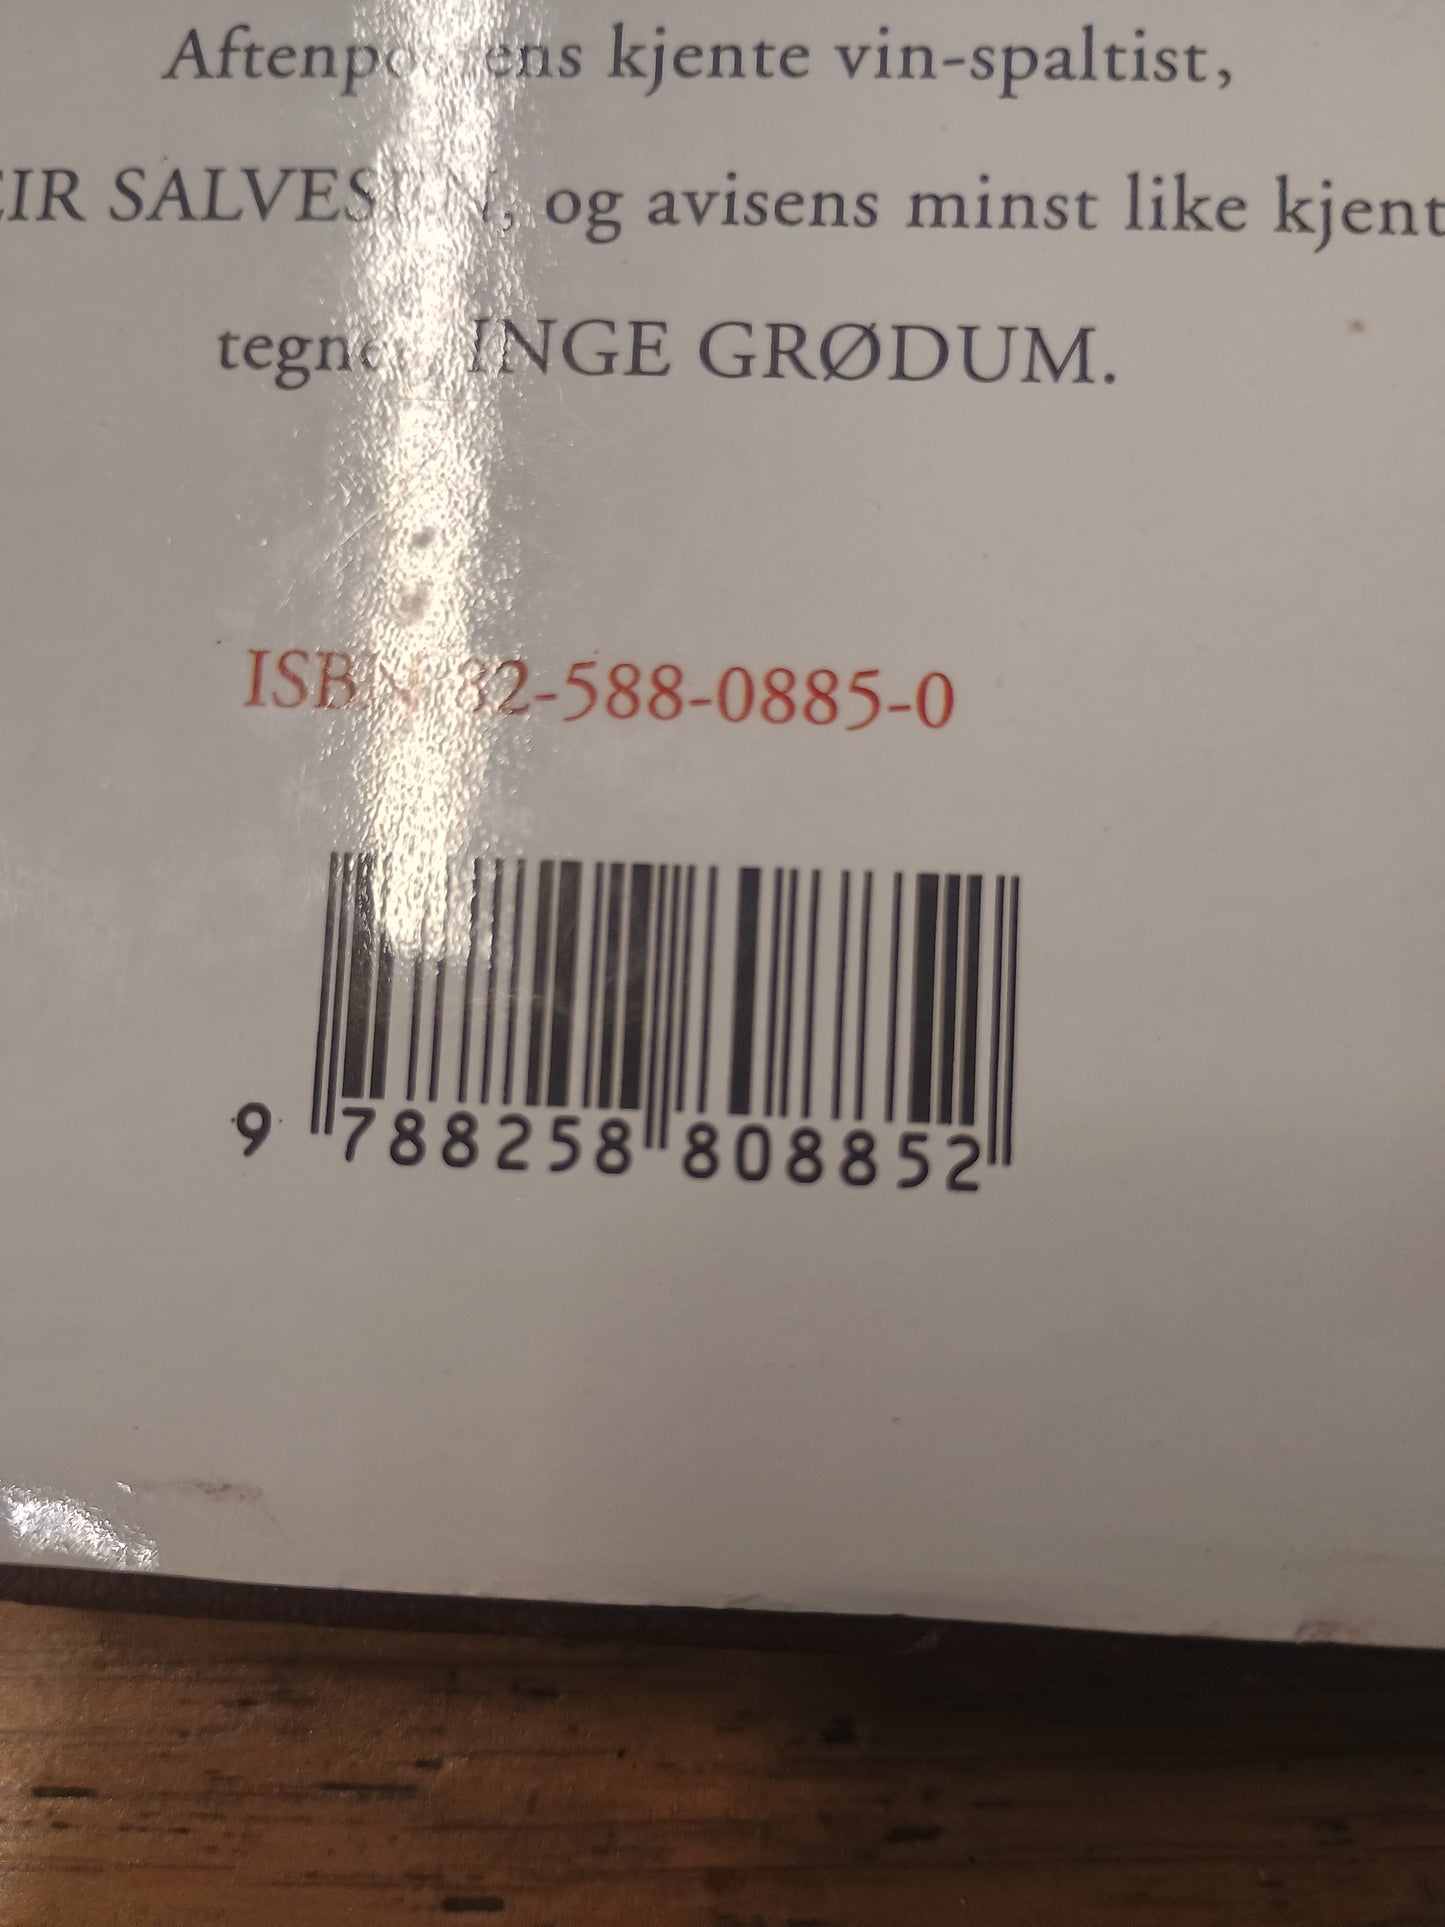 kjente vin-spaltist,
og avisens minst like
INGE GRØDUM.
ISBN 82-588-0885-0
9 788258 808852